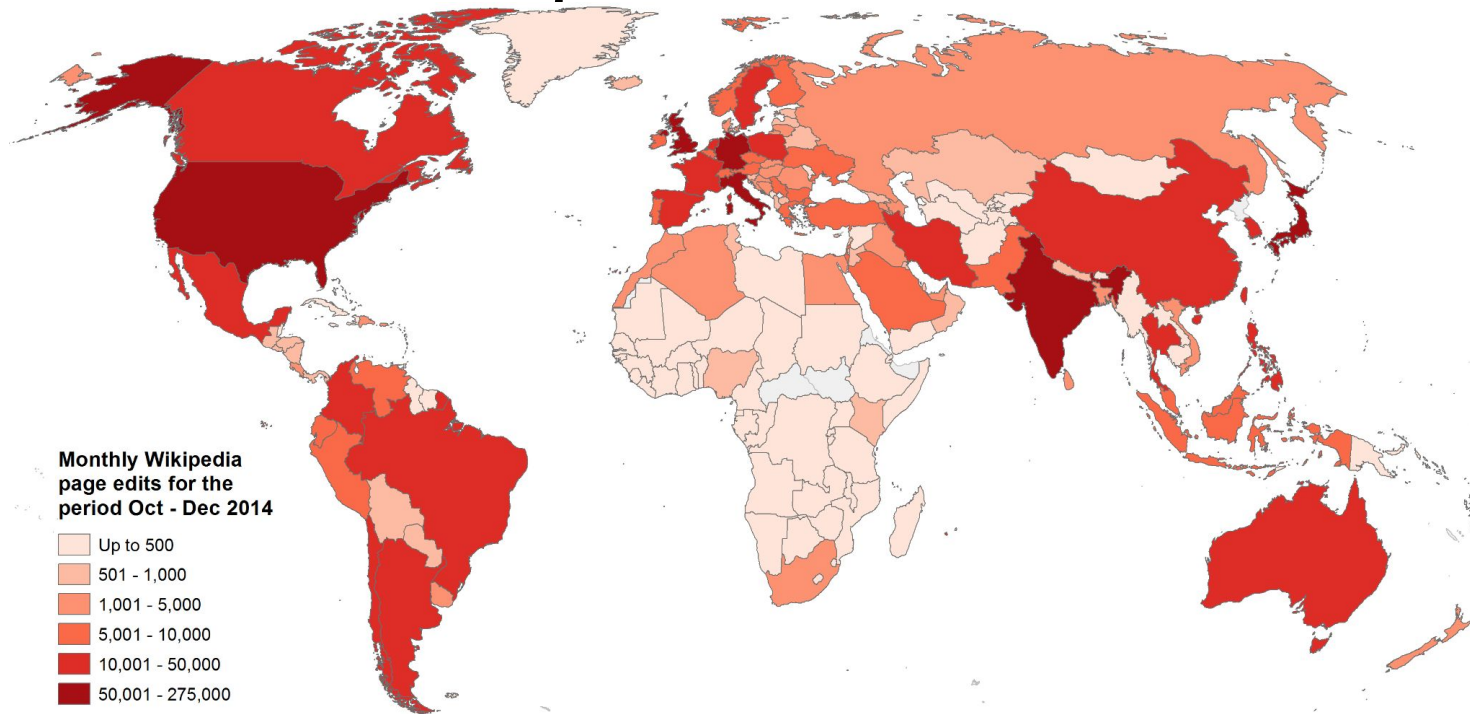 Monthly Wikipedia
page edits for the
period Oct - Dec 2014
Up to 500
501 - 1,000
1,001 - 5,000
5,001 - 10,000
10,001 - 50,000
50,001 - 275,000